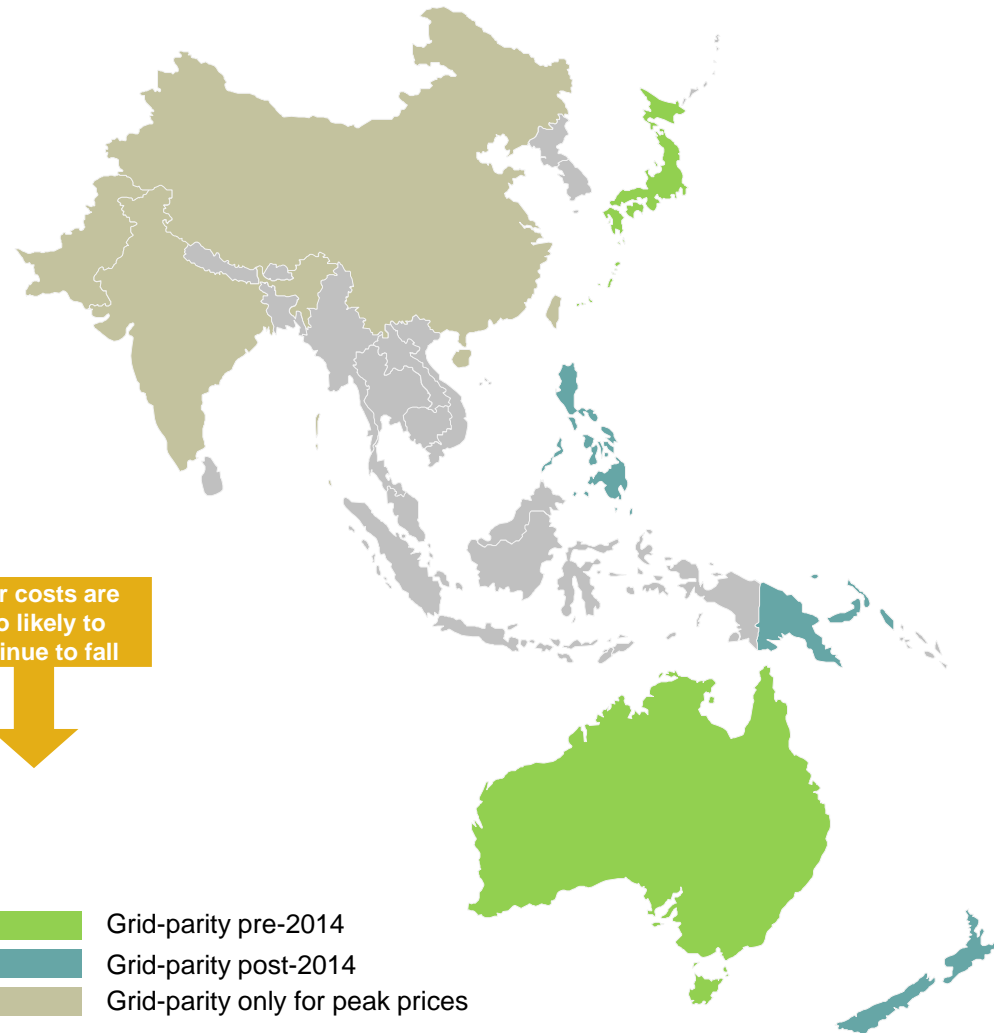 r costs are
o likely to
inue to fall
Grid-parity pre-2014
Grid-parity post-2014
Grid-parity only for peak prices